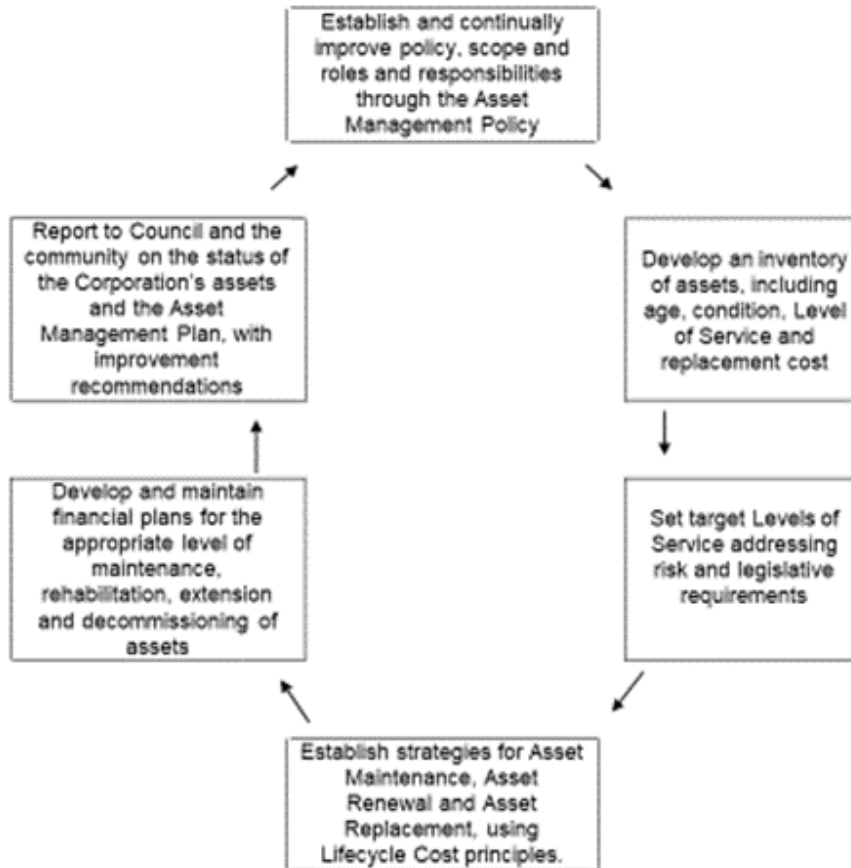 Establish and continually
improve policy, scope and
roles and responsibilities
through the Asset
Management Policy
Develop an inventory
of assets, including
age, condition, Level
of Service and
replacement cost
Set target Levels of
Service addressing
risk and legislative
requirements
Establish strategies for Asset
Maintenance, Asset
Renewal and Asset
Replacement, using
Lifecycle Cost principles.
Develop and maintain
financial plans for the
appropriate level of
maintenance,
rehabilitation, extension
and decommissioning of
assets
Report to Council and the
community on the status of
the Corporation's assets
and the Asset
Management Plan, with
improvement
recommendations